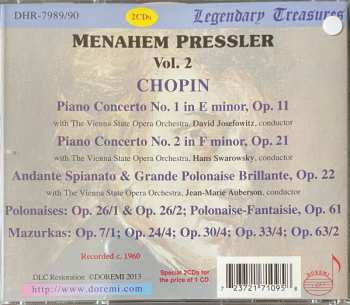 DHR-7989/90
2CDs
Legendary Treasures
MENAHEM PRESSLER
Vol. 2
CHOPIN
Piano Concerto No. 1 in E minor, Op. 11
with The Vienna State Opera Orchestra, David Josefowitz, conductor
Piano Concerto No. 2 in F minor, Op. 21
with The Vienna State Opera Orchestra, Hans Swarowsky, conductor
Andante Spianato & Grande Polonaise Brillante, Op. 22
with The Vienna State Opera Orchestra, Jean-Marie Auberson, conductor
Polonaises: Op. 26/1 & Op. 26/2; Polonaise-Fantaisie, Op. 61
Mazurkas: Op. 7/1; Op. 24/4; Op. 30/4; Op. 33/4; Op. 63/2
Recorded c. 1960
DLC Restoration ©DOREMI 2013
http://www.doremi.com
Special 2CDs for
the price of 1 CD
7 23721 71095 8
DOREMI